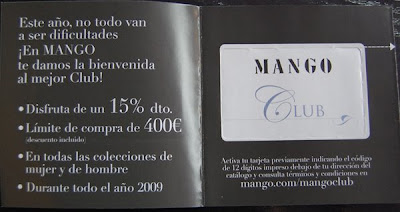 Este año, no todo van
a ser dificultades
¡En MANGO
te damos la bienvenida
al mejor Club!
• Disfruta de un 15% dto.
• Límite de compra de 400€
(descuento incluido)
• En todas las colecciones de
mujer y de hombre
• Durante todo el año 2009
MANGO
CLUB
Activa tu tarjeta previamente indicando el código
de 12 dígitos impreso debajo de tu dirección del
catálogo y consulta términos y condiciones en
mango.com/mangoclub